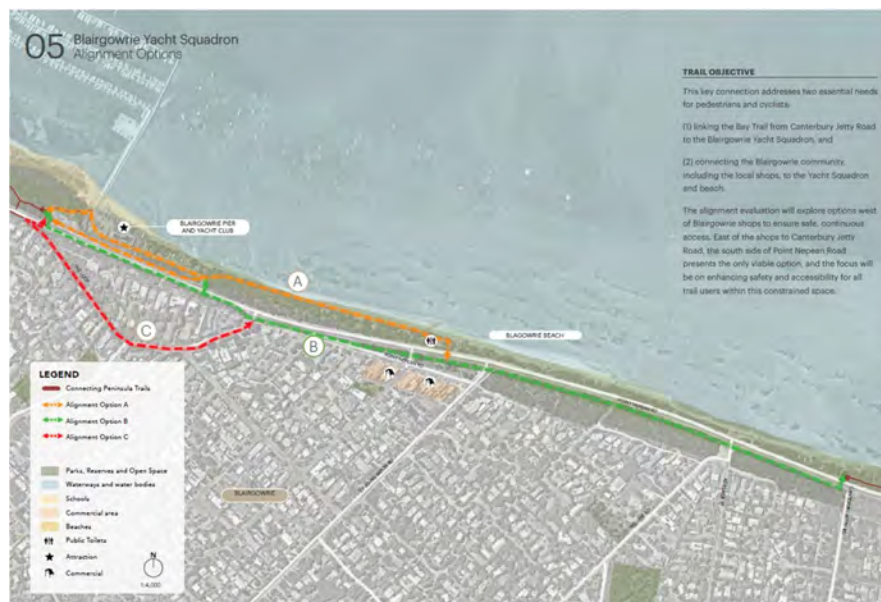 05 Blairgowrie Yacht Squadron
Alignment Options
TRAIL OBJECTIVE
This key connection addresses two essential needs
for pedestrians and cyclists:
(1) linking the Bay Trail from Canterbury Jetty Road
to the Blairgowrie Yacht Squadron, and
(2) connecting the Blairgowrie community,
including the local shops, to the Yacht Squadron
and beach.
The alignment evaluation will explore options west
of Blairgowrie shops to ensure safe, continuous
access. East of the shops to Canterbury Jetty
Road, the south side of Point Nepean Road
presents the only viable option, and the focus will
be on enhancing safety and accessibility for all
trail users within this constrained space.
BLAIRGOWRIE PIER
AND YACHT CLUB
A
BLAGOWRIE BEACH
C
B
LEGEND
Connecting Peninsula Trails
Alignment Option A
Alignment Option B
Alignment Option C
Parks, Reserves and Open Space
Waterways and water bodies
Schools
Commercial area
Beaches
Public Toilets
Attraction
Commercial
N
1:4,000
BLAIRGOWRIE